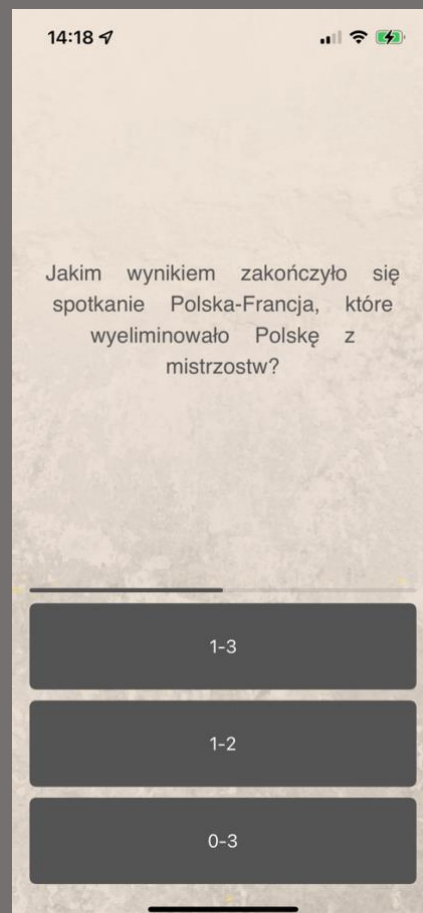 14:18
Jakim wynikiem zakończyło się
spotkanie Polska-Francja, które
wyeliminowało Polskę z
mistrzostw?
1-3
1-2
0-3